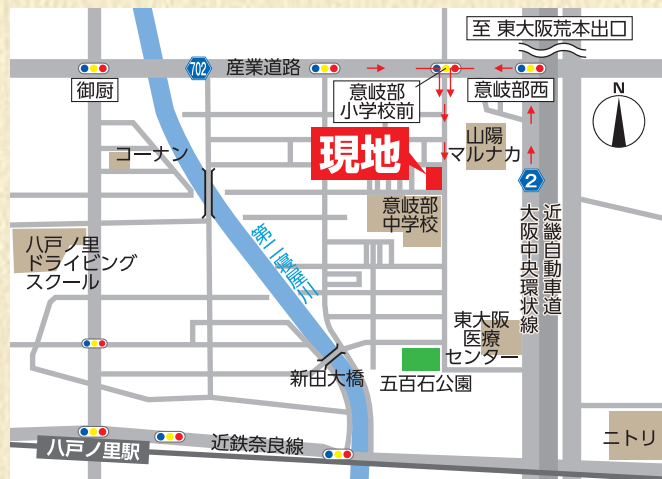 至 東大阪荒本出口
702
産業道路
御厨
意岐部
小学校前
意岐部西
N
コーナン
現地
山陽
マルナカ
2
意岐部
中学校
近畿自動車道
大阪中央環状線
第二寝屋川
八戸ノ里
ドライビング
スクール
東大阪
医療
センター
新田大橋
五百石公園
近鉄奈良線
八戸ノ里駅
ニトリ